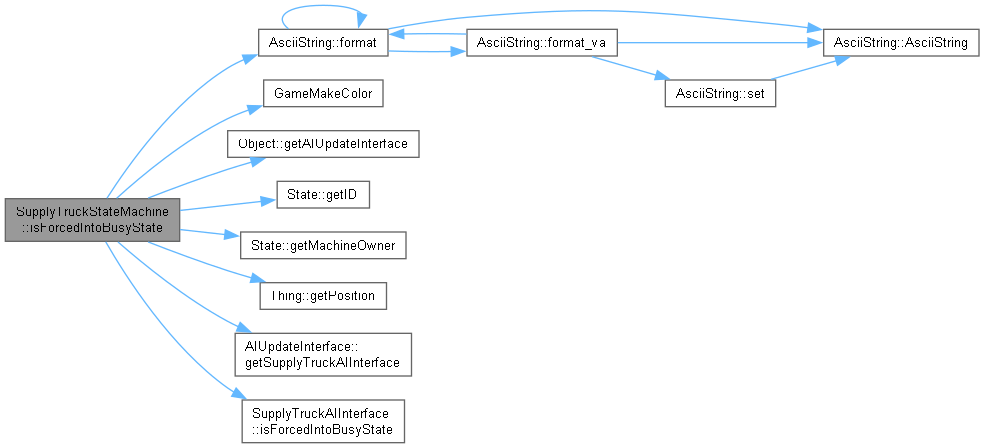 AsciiString::format
AsciiString::format_va
AsciiString::AsciiString
AsciiString::set
GameMakeColor
Object::getAIUpdateInterface
State::getID
SupplyTruckStateMachine
::isForcedIntoBusyState
State::getMachineOwner
Thing::getPosition
AIUpdateInterface::
getSupplyTruckAIInterface
SupplyTruckAIInterface
::isForcedIntoBusyState